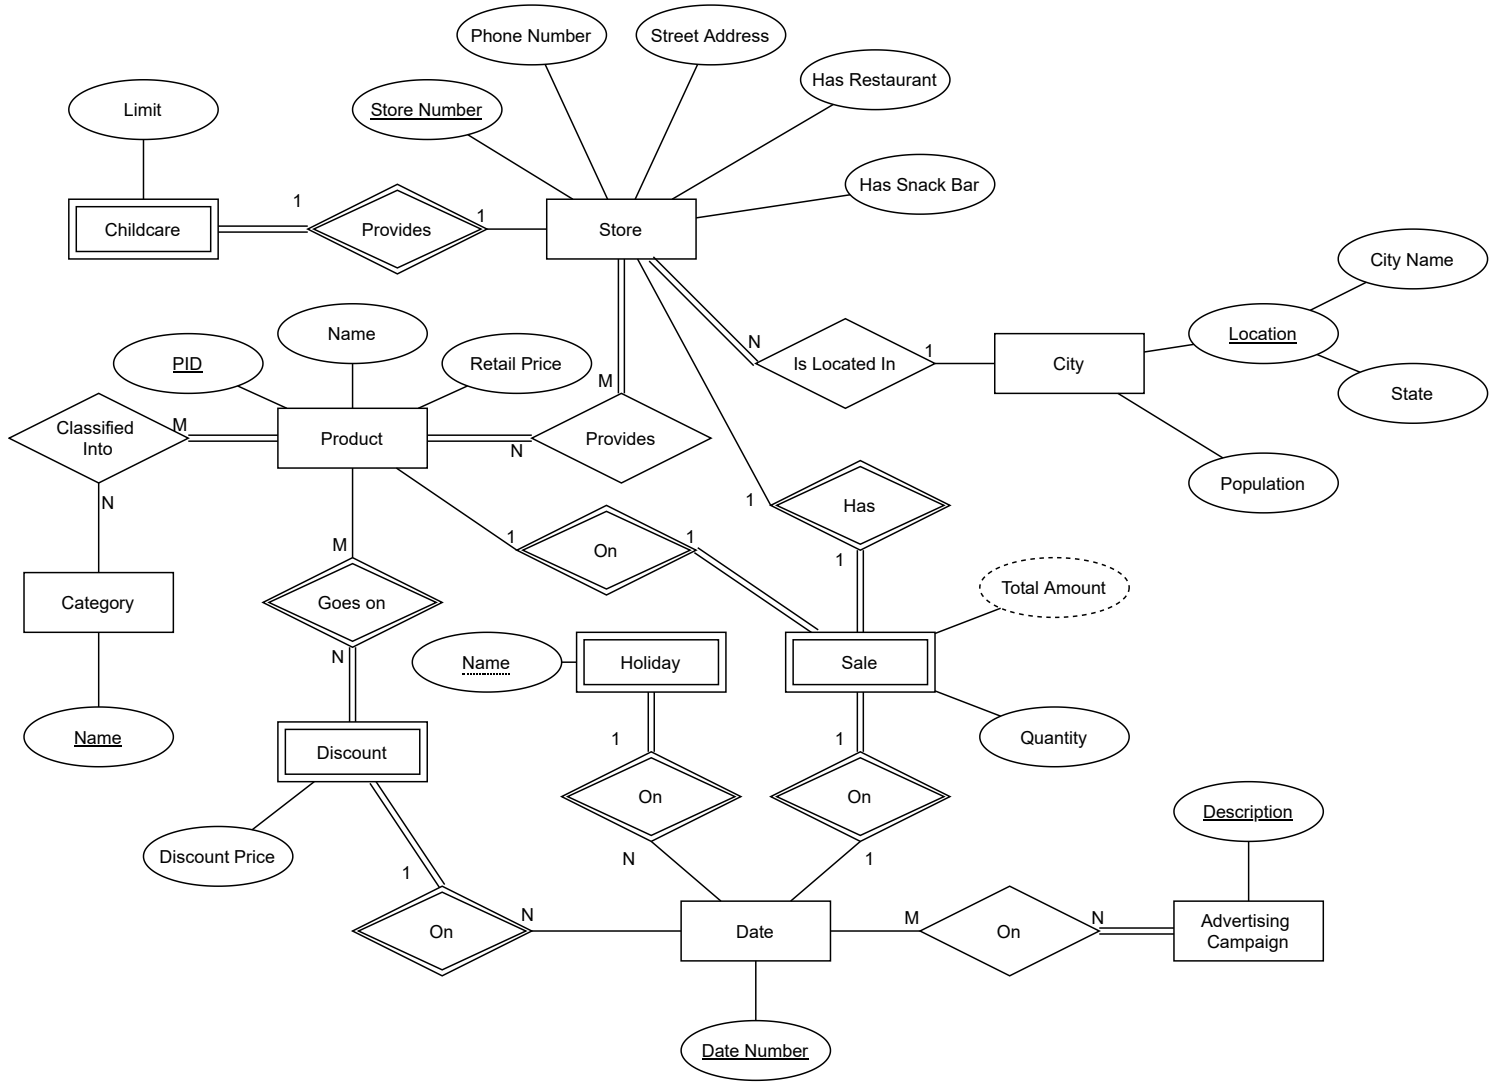 Phone Number
Street Address
Has Restaurant
Limit
Store Number
Has Snack Bar
1
1
Childcare
Provides
Store
City Name
Name
N
1
Location
PID
Retail Price
Is Located In
City
M
State
Classified
Into
M
Product
N
Provides
Population
N
1
Has
M
1
On
1
1
Total Amount
Category
Goes on
N
Name
Holiday
Sale
Name
Discount
1
1
Quantity
On
On
Description
Discount Price
1
N
1
N
M
N
On
Date
On
Advertising
Campaign
Date Number